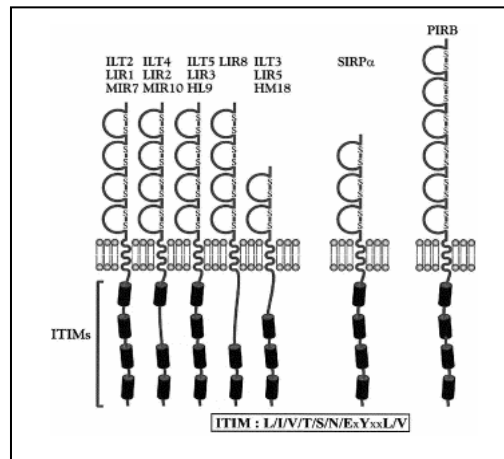 PIRB
ILT2 ILT4 ILT5 LIR8 ILT3
LIR1 LIR2 LIR3 LIR5
MIR7 MIR10 HL9 HM18
SIRPα
ITIMs
ITIM : L/I/V/T/S/N/ExYxxL/V